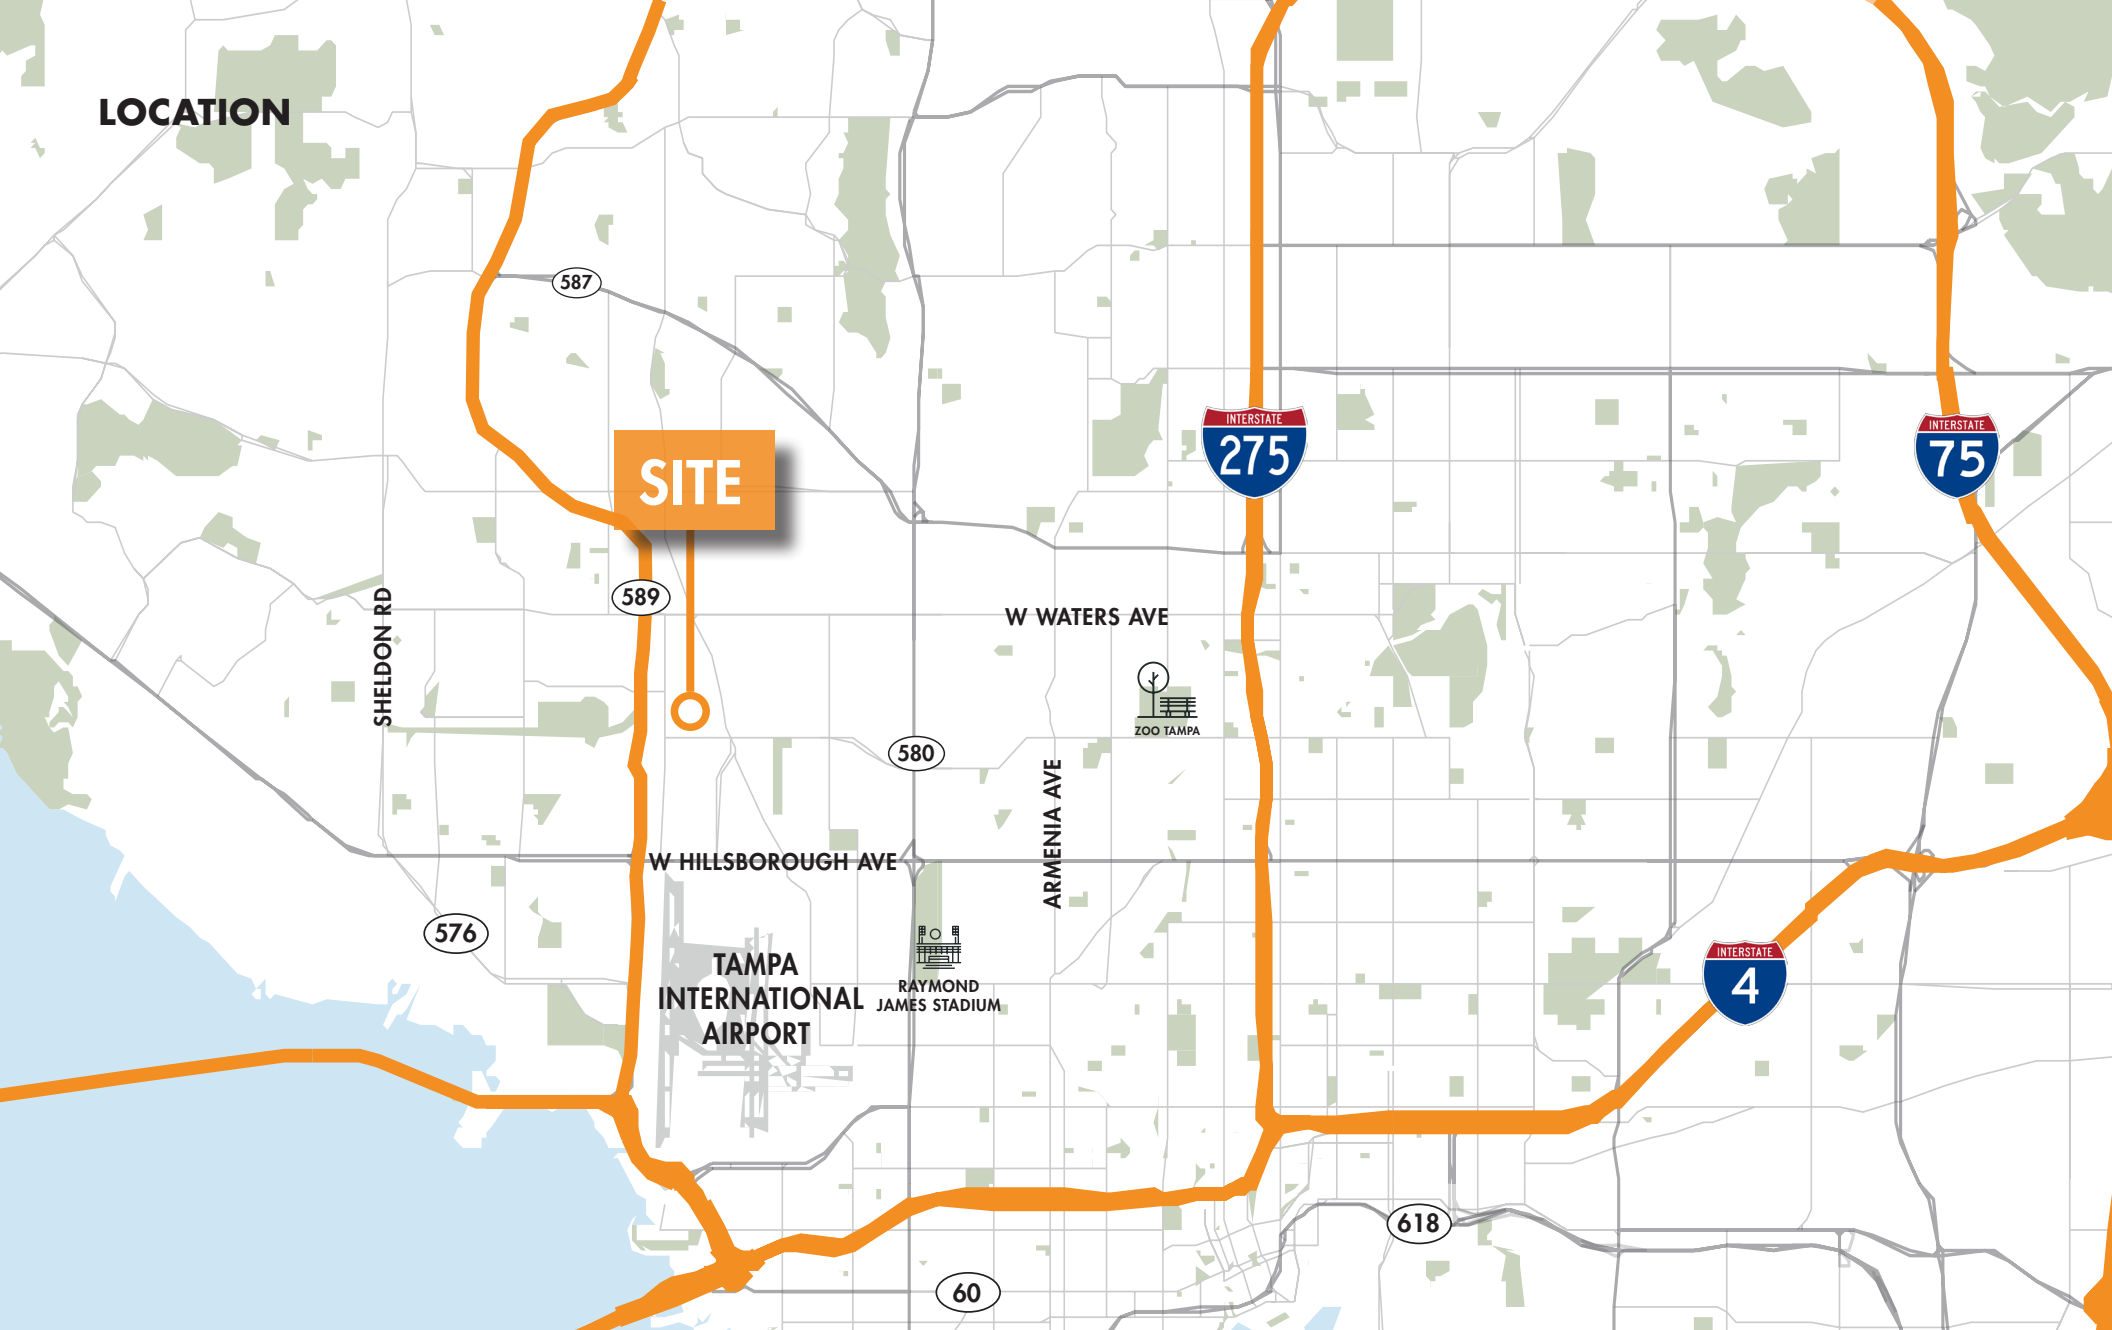 LOCATION
587
SITE
INTERSTATE
275
INTERSTATE
75
589
SHELDON RD
W WATERS AVE
ZOO TAMPA
580
ARMENIA AVE
W HILLSBOROUGH AVE
576
TAMPA
INTERNATIONAL
AIRPORT
RAYMOND
JAMES STADIUM
INTERSTATE
4
618
60